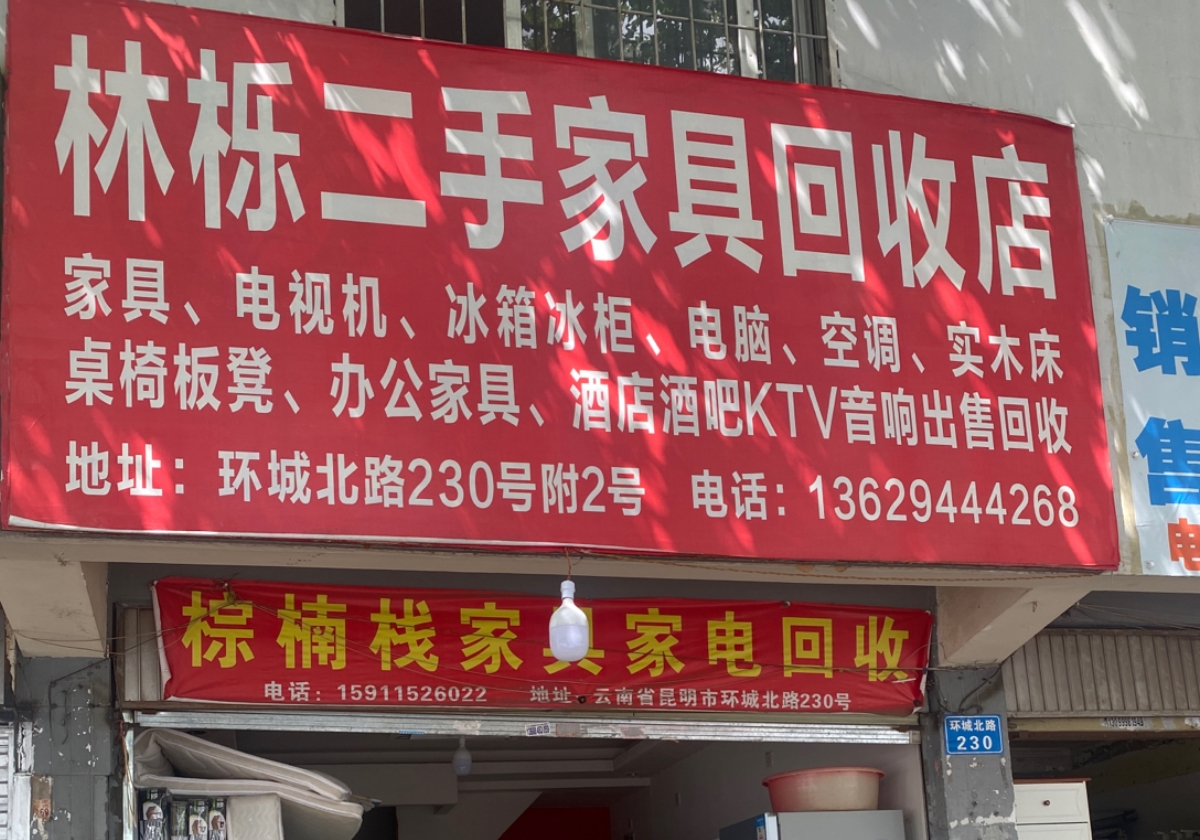 林栎二手家具回收店
家具、电视机、冰箱冰柜、电脑、空调、实木床
桌椅板凳、办公家具、酒店酒吧KTV音响出售回收
地址：环城北路230号附2号 电话：13629444268
销
售
电
棕楠栈家具家电回收
电话：15911526022 地址：云南省昆明市环城北路230号
环城北路
230